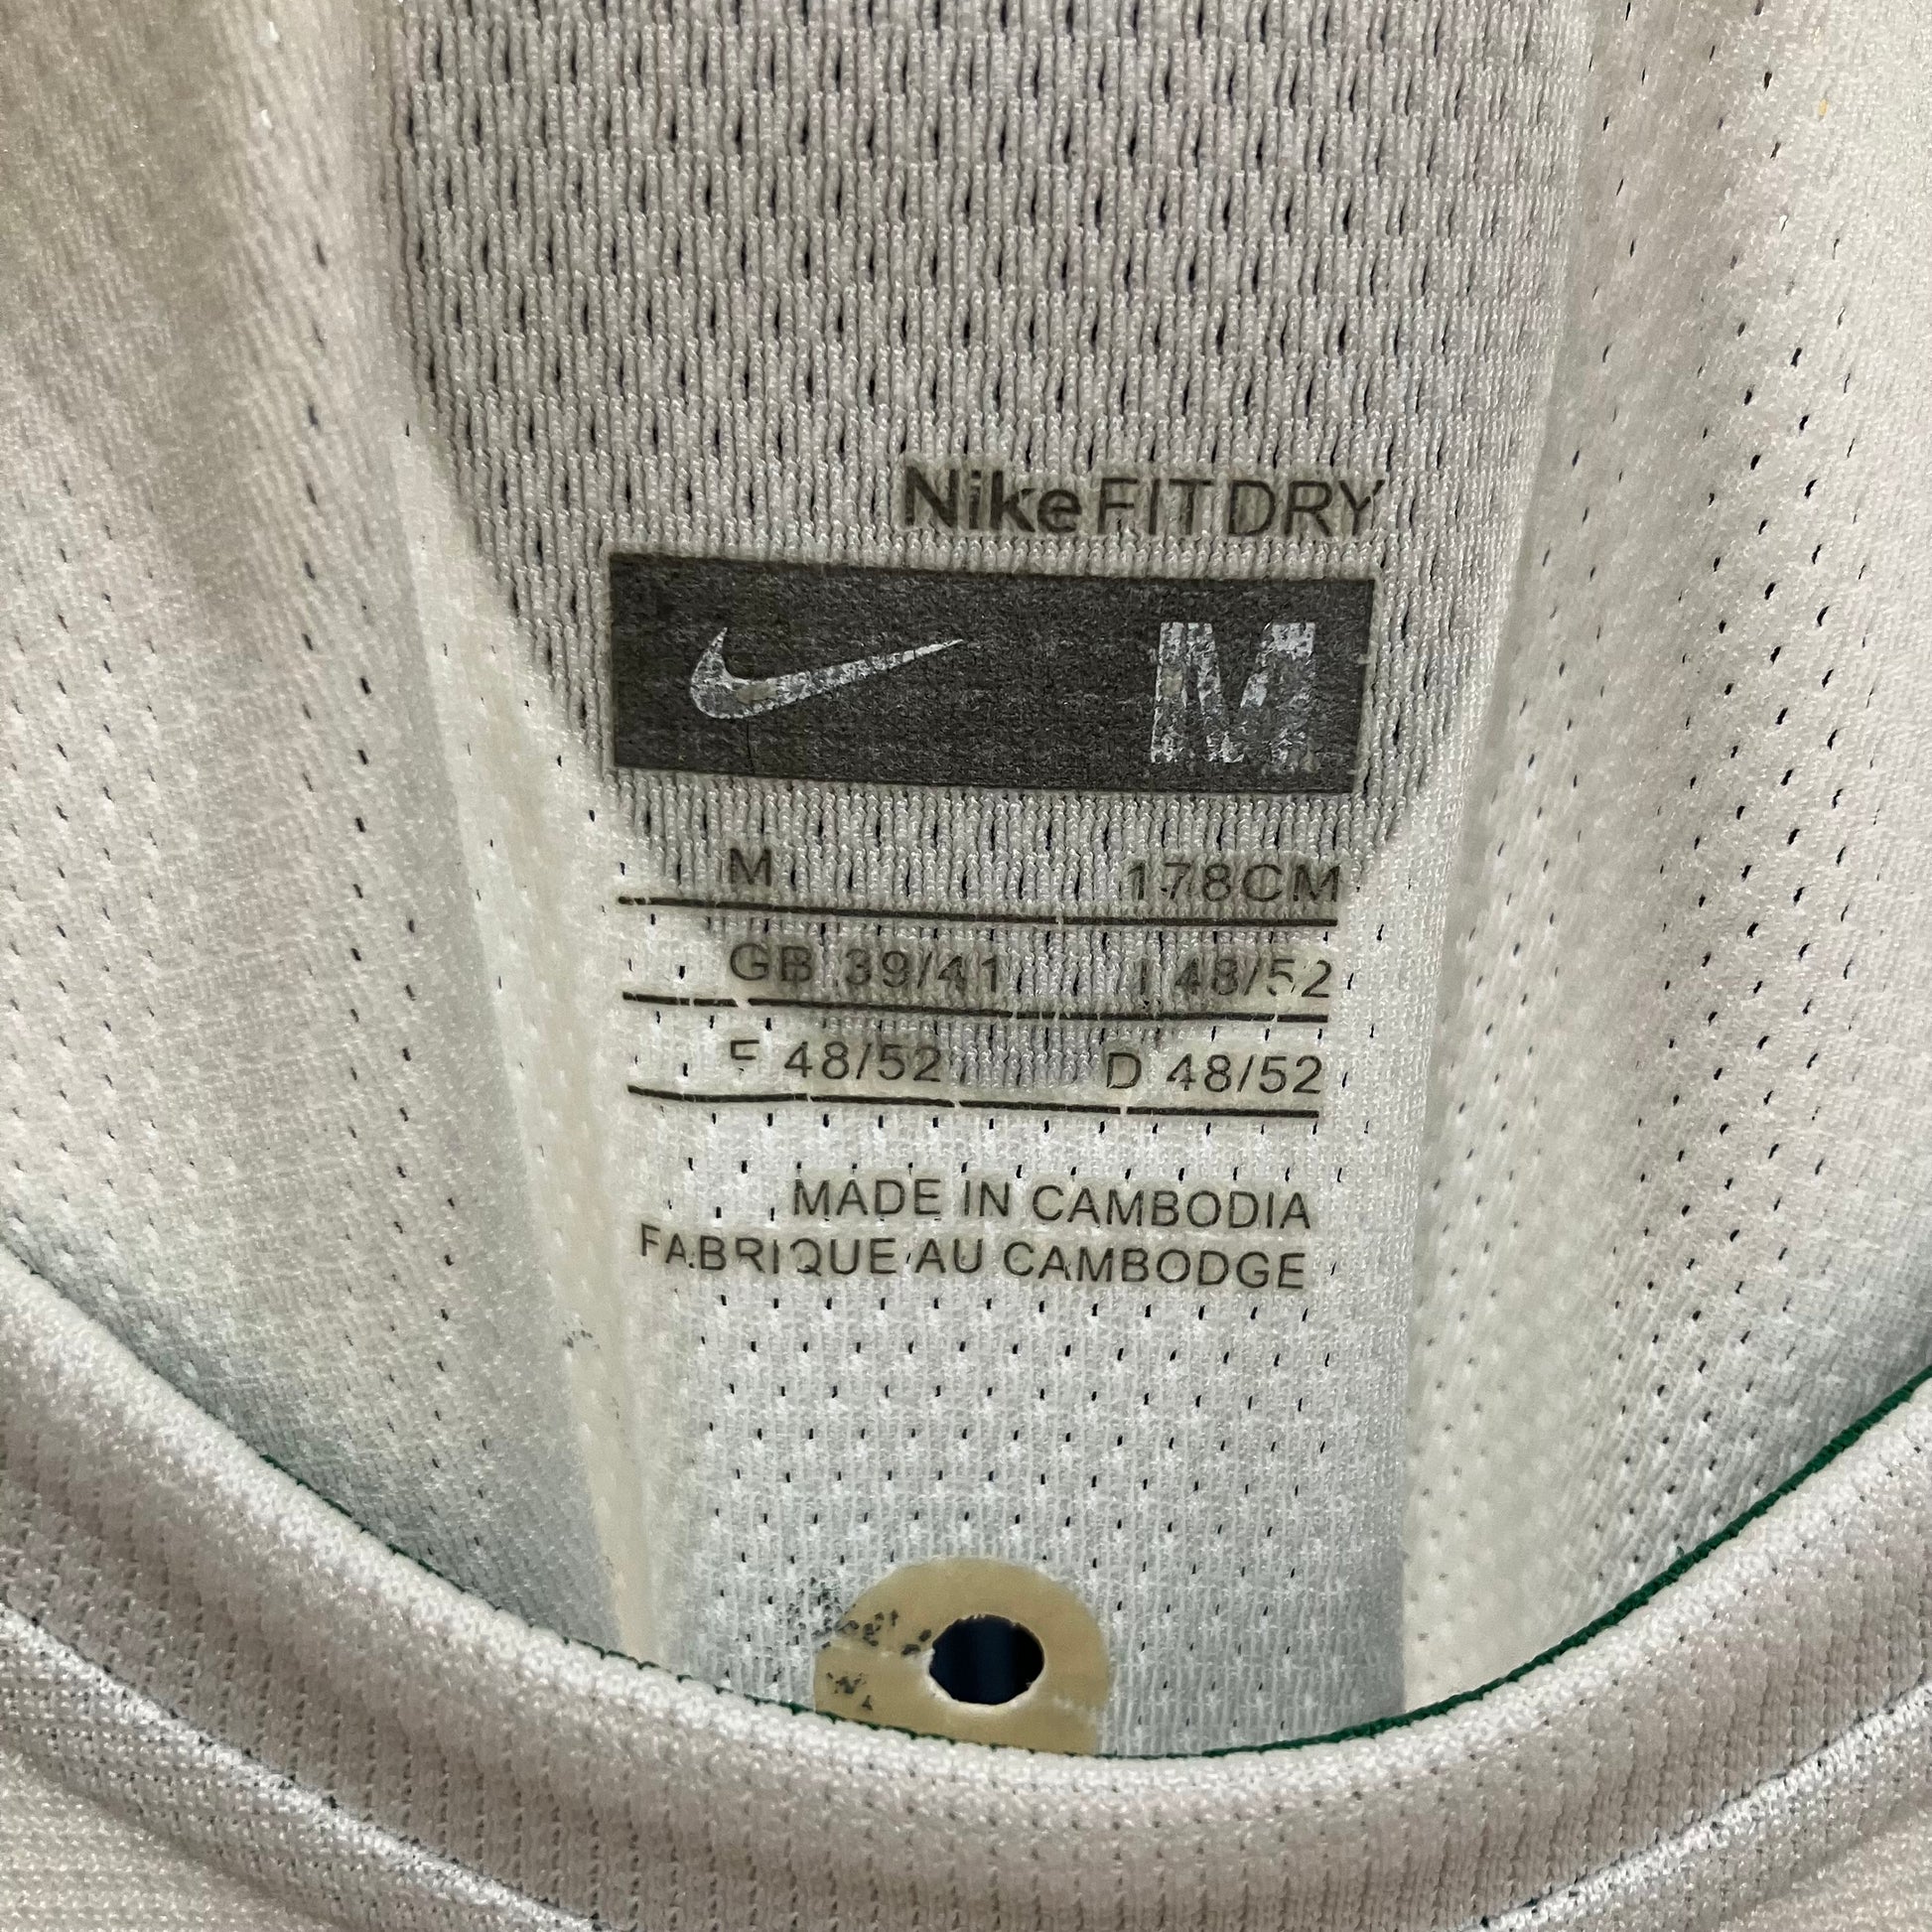 Nike FIT DRY
M
M 178CM
GB 39/41 I 48/52
F 48/52 D 48/52
MADE IN CAMBODIA
FABRIQUE AU CAMBODGE